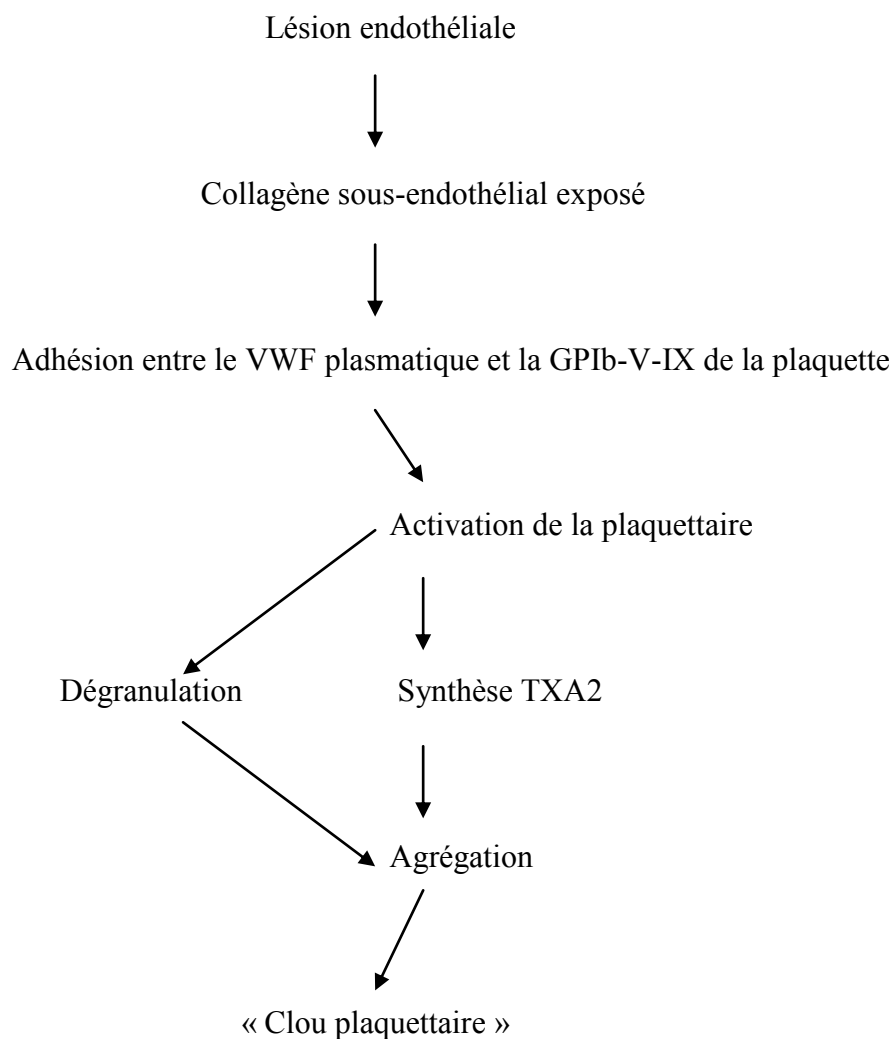 Lésion endothéliale
Collagène sous-endothélial exposé
Adhésion entre le VWF plasmatique et la GPIb-V-IX de la plaquette
Activation de la plaquettaire
Dégranulation
Synthèse TXA2
Agrégation
« Clou plaquettaire »